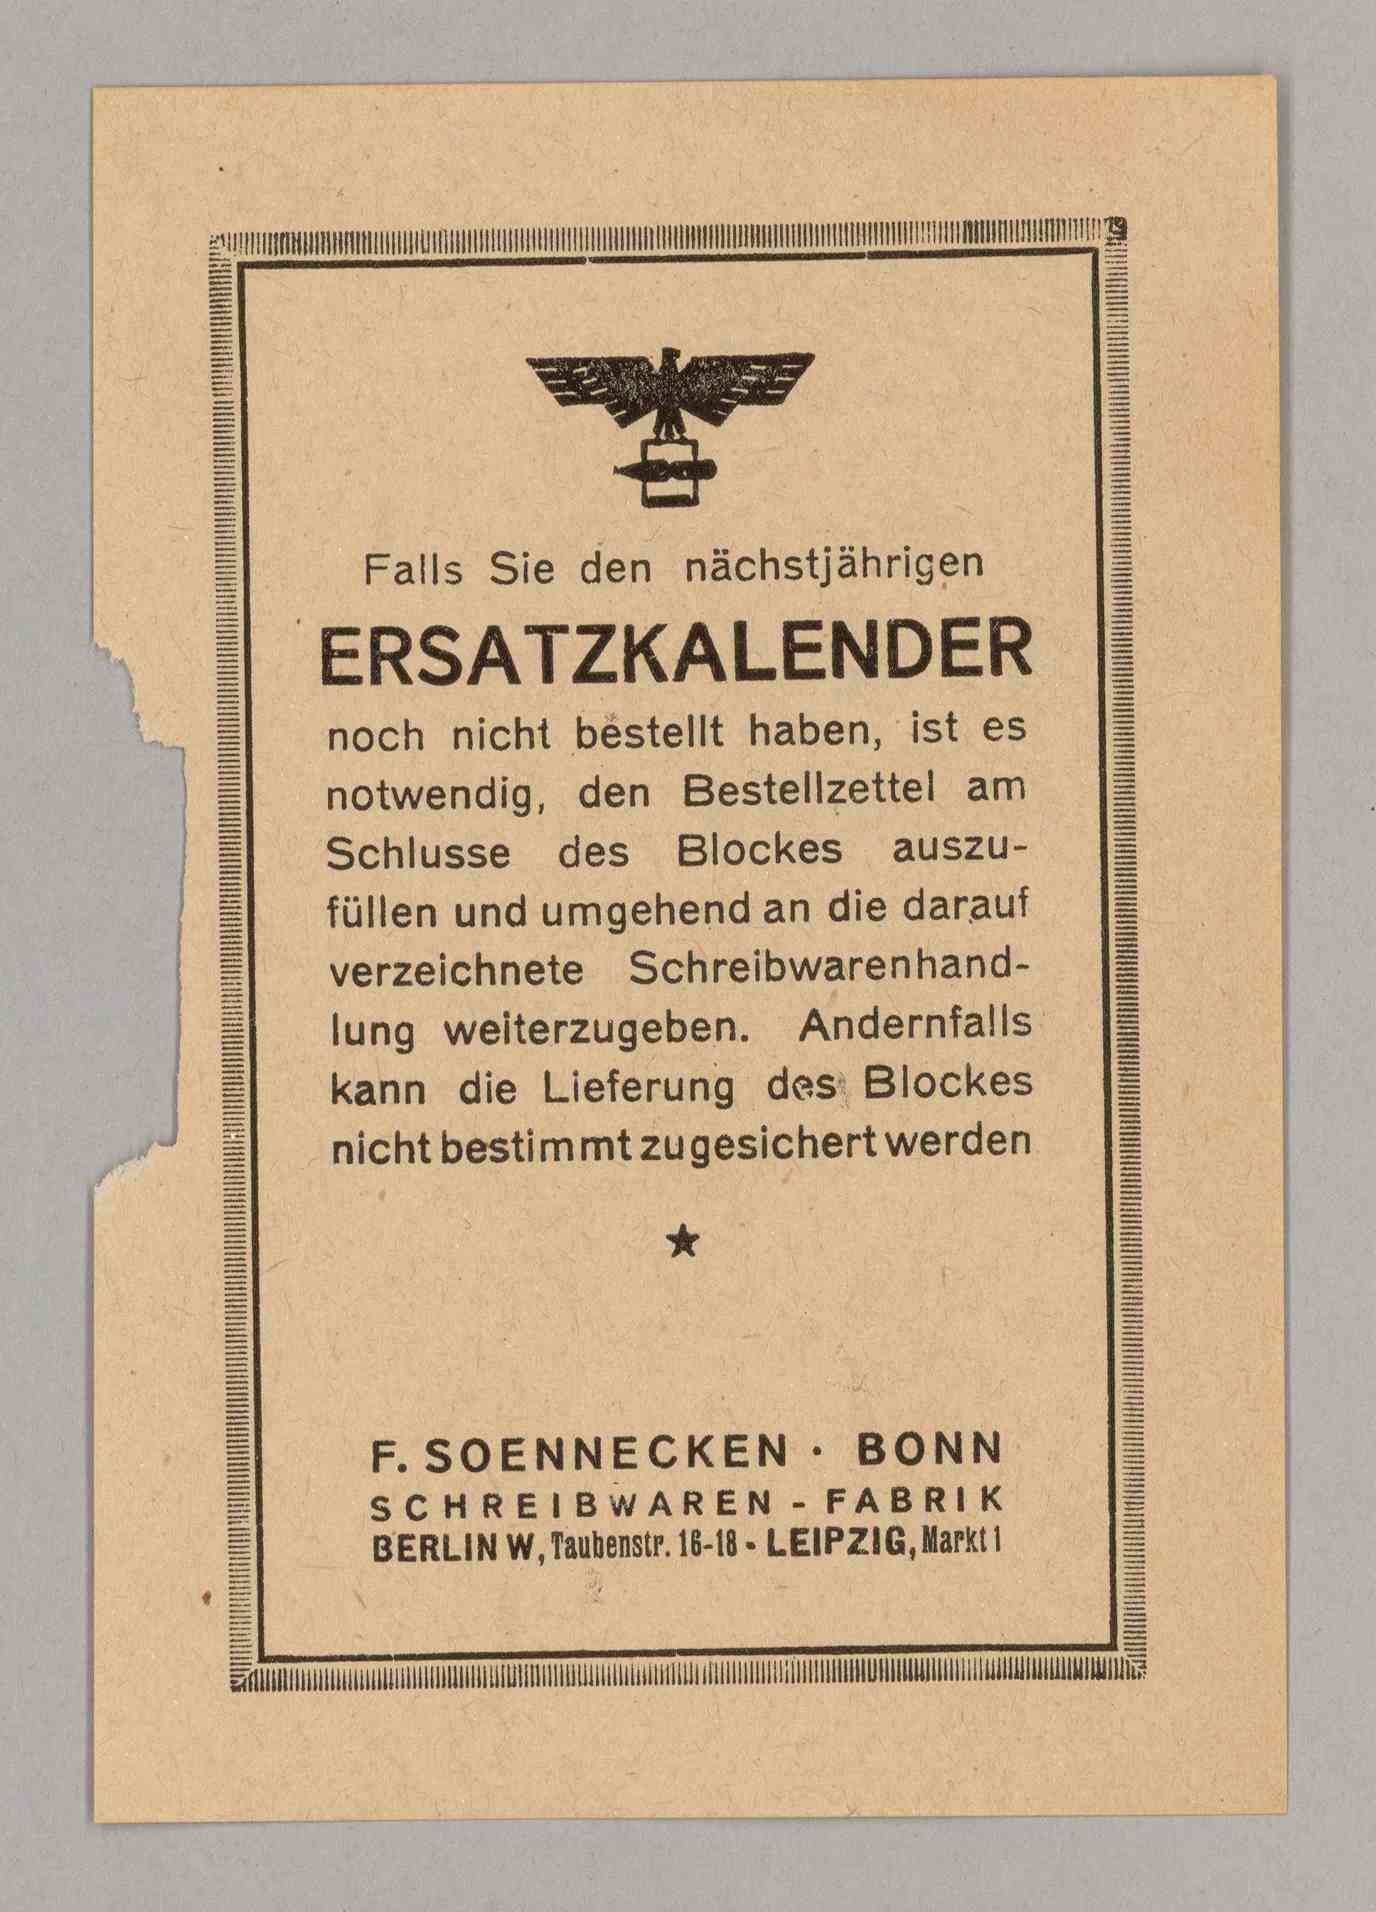 Falls Sie den nächstjährigen
ERSATZKALENDER
noch nicht bestellt haben, ist es
notwendig, den Bestellzettel am
Schlusse des Blockes auszu-
füllen und umgehend an die darauf
verzeichnete Schreibwarenhand-
lung weiterzugeben. Andernfalls
kann die Lieferung des Blockes
nicht bestimmt zugesichert werden
★
F. SOENNECKEN · BONN
SCHREIBWAREN - FABRIK
BERLIN W, Taubenstr. 16-18 • LEIPZIG, Markt 1